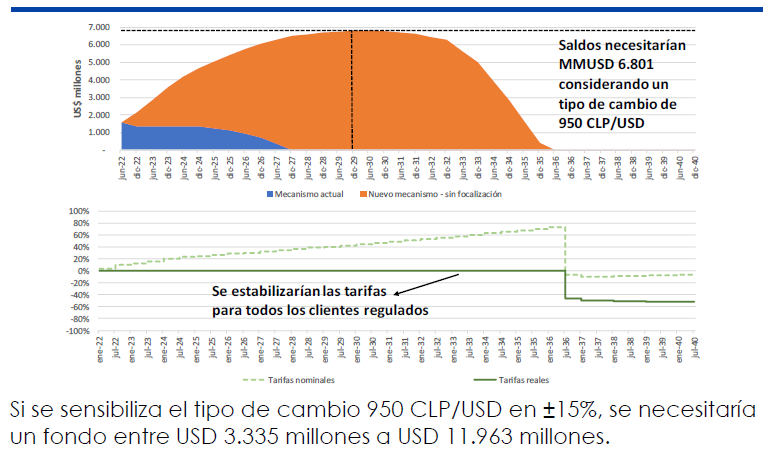 7.000
6.000
5.000
4.000
3.000
2.000
1.000
-
US$ millones
Saldos necesitarían
MMUSD 6.801
considerando un
tipo de cambio de
950 CLP/USD
jun-22
dic-22
jun-23
dic-23
jun-24
dic-24
jun-25
dic-25
jun-26
dic-26
jun-27
dic-27
jun-28
dic-28
jun-29
dic-29
jun-30
dic-30
jun-31
dic-31
jun-32
dic-32
jun-33
dic-33
jun-34
dic-34
jun-35
dic-35
jun-36
dic-36
jun-37
dic-37
jun-38
dic-38
jun-39
dic-39
jun-40
dic-40
Mecanismo actual
Nuevo mecanismo - sin focalización
100%
80%
60%
40%
20%
0%
-20%
-40%
-60%
-80%
-100%
Se estabilizarían las tarifas
para todos los clientes regulados
ene-22
jul-22
ene-23
jul-23
ene-24
jul-24
ene-25
jul-25
ene-26
jul-26
ene-27
jul-27
ene-28
jul-28
ene-29
jul-29
ene-30
jul-30
ene-31
jul-31
ene-32
jul-32
ene-33
jul-33
ene-34
jul-34
ene-35
jul-35
ene-36
jul-36
ene-37
jul-37
ene-38
jul-38
ene-39
jul-39
ene-40
jul-40
Tarifas nominales
Tarifas reales
Si se sensibiliza el tipo de cambio 950 CLP/USD en ±15%, se necesitaría
un fondo entre USD 3.335 millones a USD 11.963 millones.